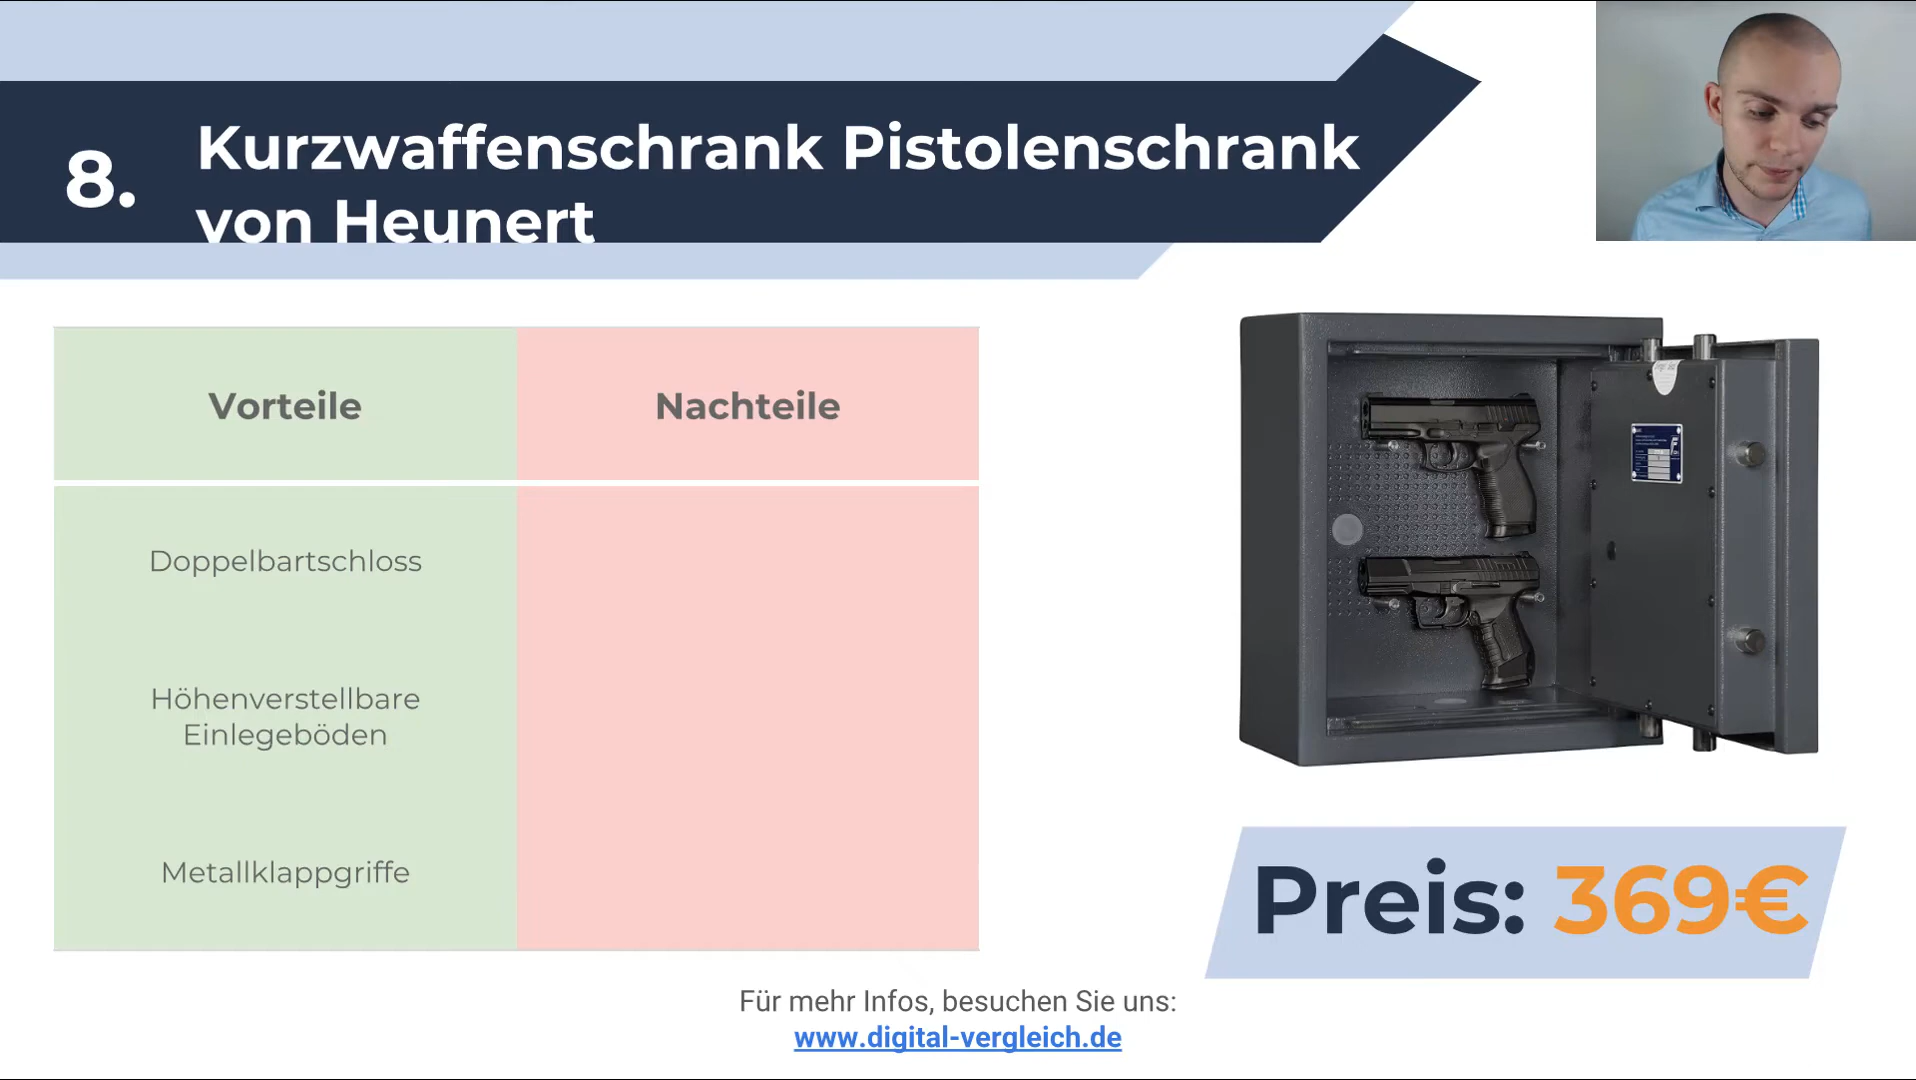 8.
Kurzwaffenschrank Pistolenschrank
von Heunert
Vorteile
Nachteile
Doppelbartschloss
Höhenverstellbare
Einlegeböden
Metallklappgriffe
Preis: 369€
Für mehr Infos, besuchen Sie uns:
www.digital-vergleich.de